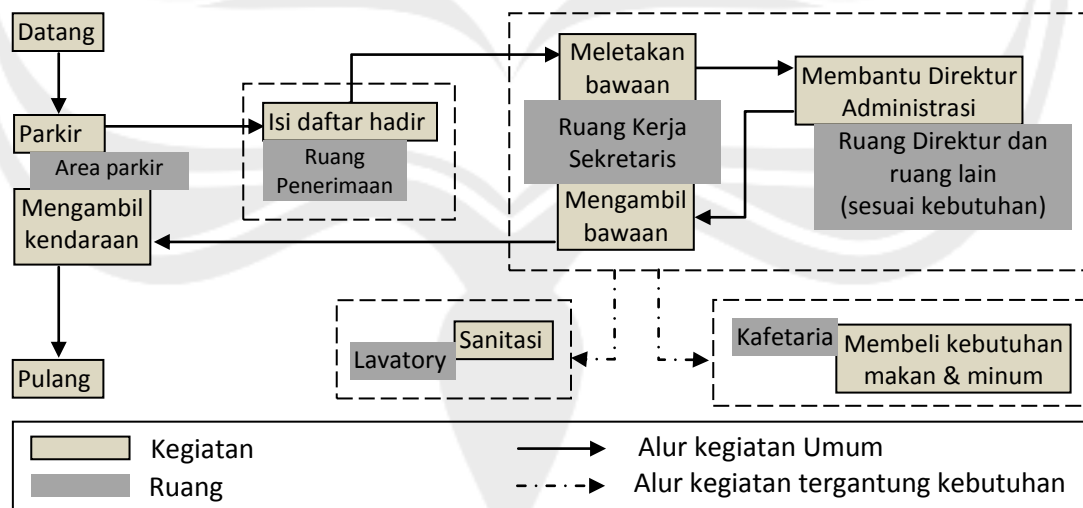 Datang
Parkir
Area parkir
Mengambil
kendaraan
Pulang
Isi daftar hadir
Ruang
Penerimaan
Meletakan
bawaan
Ruang Kerja
Sekretaris
Mengambil
bawaan
Membantu Direktur
Administrasi
Ruang Direktur dan
ruang lain
(sesuai kebutuhan)
Sanitasi
Lavatory
Kafetaria
Membeli kebutuhan
makan & minum
Kegiatan
Ruang
Alur kegiatan Umum
Alur kegiatan tergantung kebutuhan